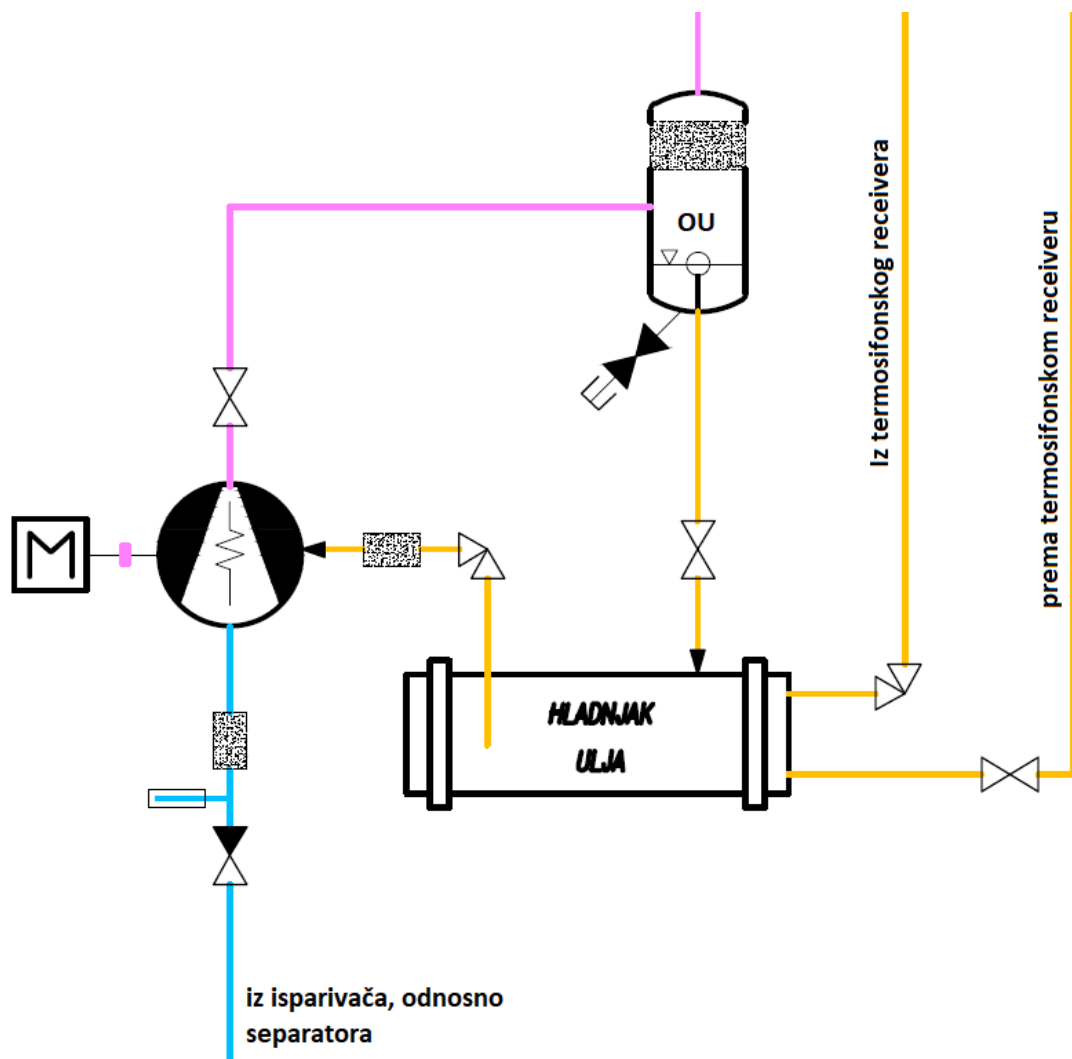 OU
Iz termosifonskog receivera
prema termosifonskom receiveru
M
HLADNJAK
ULJA
iz isparivača, odnosno
separatora